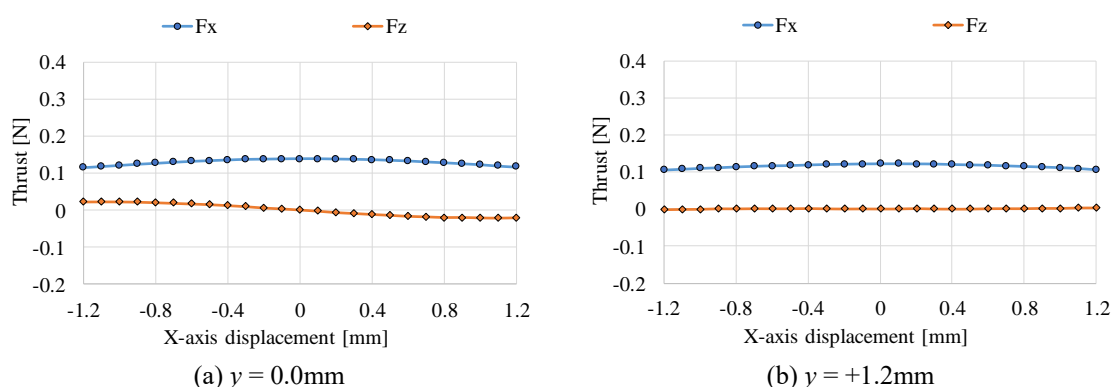 Fx Fz
0.4
0.3
0.2
0.1
0
-0.1
-0.2
Thrust [N]
-1.2 -0.8 -0.4 0 0.4 0.8 1.2
X-axis displacement [mm]
(a) y = 0.0mm
Fx Fz
0.4
0.3
0.2
0.1
0
-0.1
-0.2
Thrust [N]
-1.2 -0.8 -0.4 0 0.4 0.8 1.2
X-axis displacement [mm]
(b) y = +1.2mm